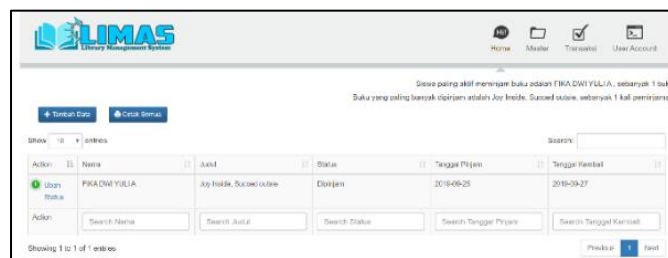 LIMAS
Library Management System
Hi!
Home Master Transaksi User Account
Siswa paling aktif meminjam buku adalah FIKA DWI YULIA , sebanyak 1 buk
Buku yang paling banyak dipinjam adalah Joy Inside, Succed outsie, sebanyak 1 kali peminjama
Tambah Data Cetak Semua
Show 10 entries Search:
Action Nama Judul Status Tanggal Pinjam Tanggal Kembali
Ubah Status FIKA DWI YULIA Joy Inside, Succed outsie Dipinjam 2019-09-25 2019-09-27
Action Search Nama Search Judul Search Status Search Tanggal Pinjam Search Tanggal Kembali
Showing 1 to 1 of 1 entries Previous 1 Next